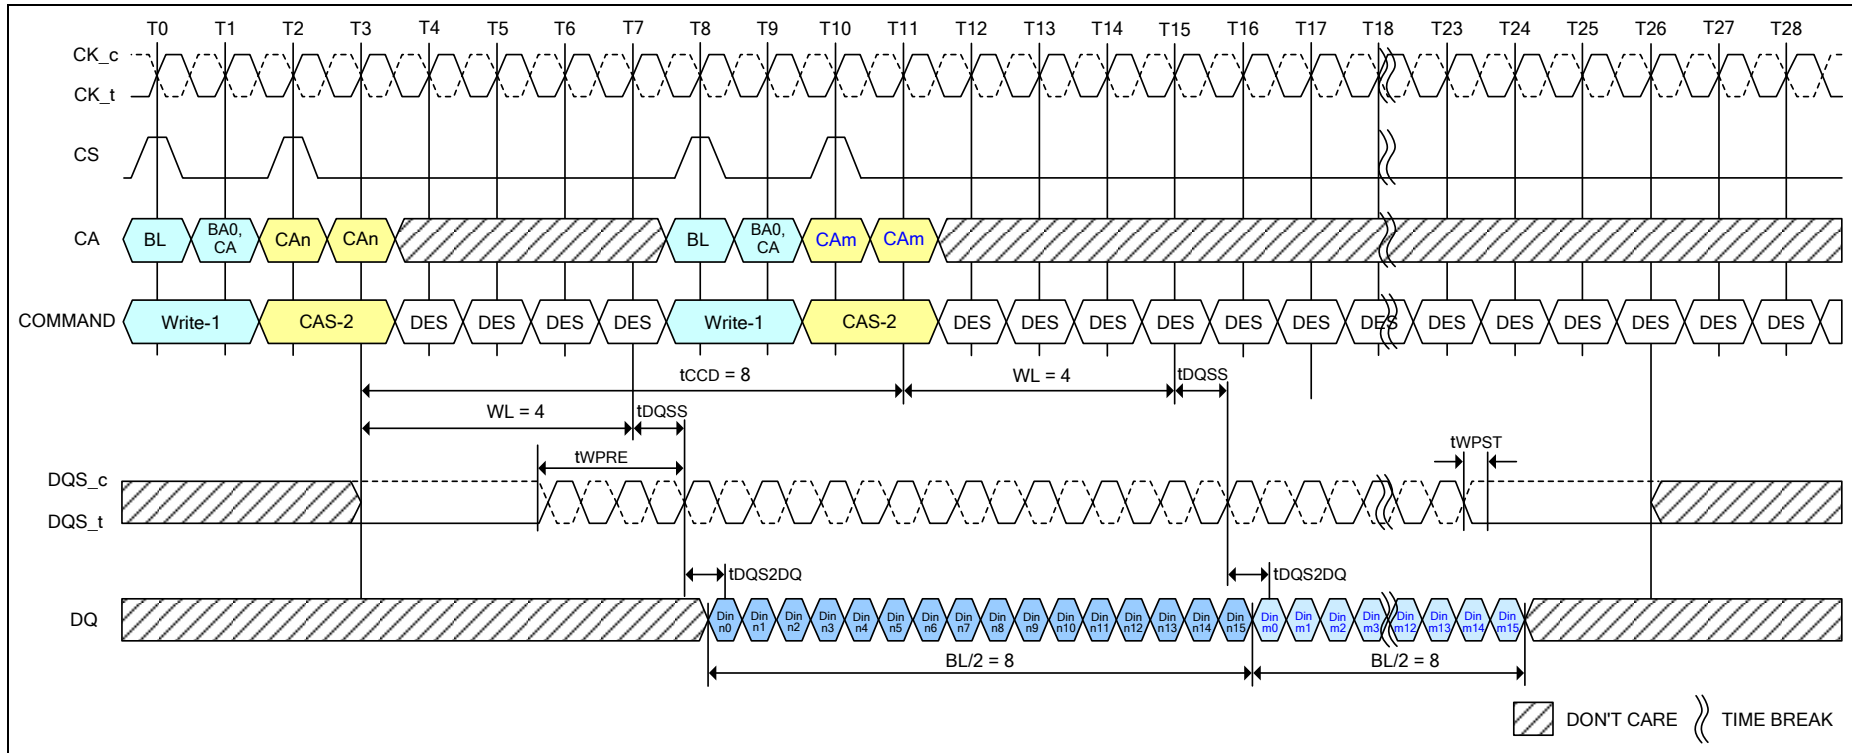 T0 T1 T2 T3 T4 T5 T6 T7 T8 T9 T10 T11 T12 T13 T14 T15 T16 T17 T18 T23 T24 T25 T26 T27 T28
CK_c
CK_t
CS
CA BL BA0, CA CAn CAn BL BA0, CA CAm CAm
COMMAND Write-1 CAS-2 DES DES DES DES Write-1 CAS-2 DES DES DES DES DES DES DES DES DES DES DES DES DES
tCCD = 8 WL = 4 tDQSS
WL = 4 tDQSS
tWPRE tWPST
DQS_c
DQS_t
tDQS2DQ tDQS2DQ
DQ Din n0 Din n1 Din n2 Din n3 Din n4 Din n5 Din n6 Din n7 Din n8 Din n9 Din n10 Din n11 Din n12 Din n13 Din n14 Din n15 Din m0 Din m1 Din m2 Din m3 Din m12 Din m13 Din m14 Din m15
BL/2 = 8 BL/2 = 8
DON'T CARE TIME BREAK